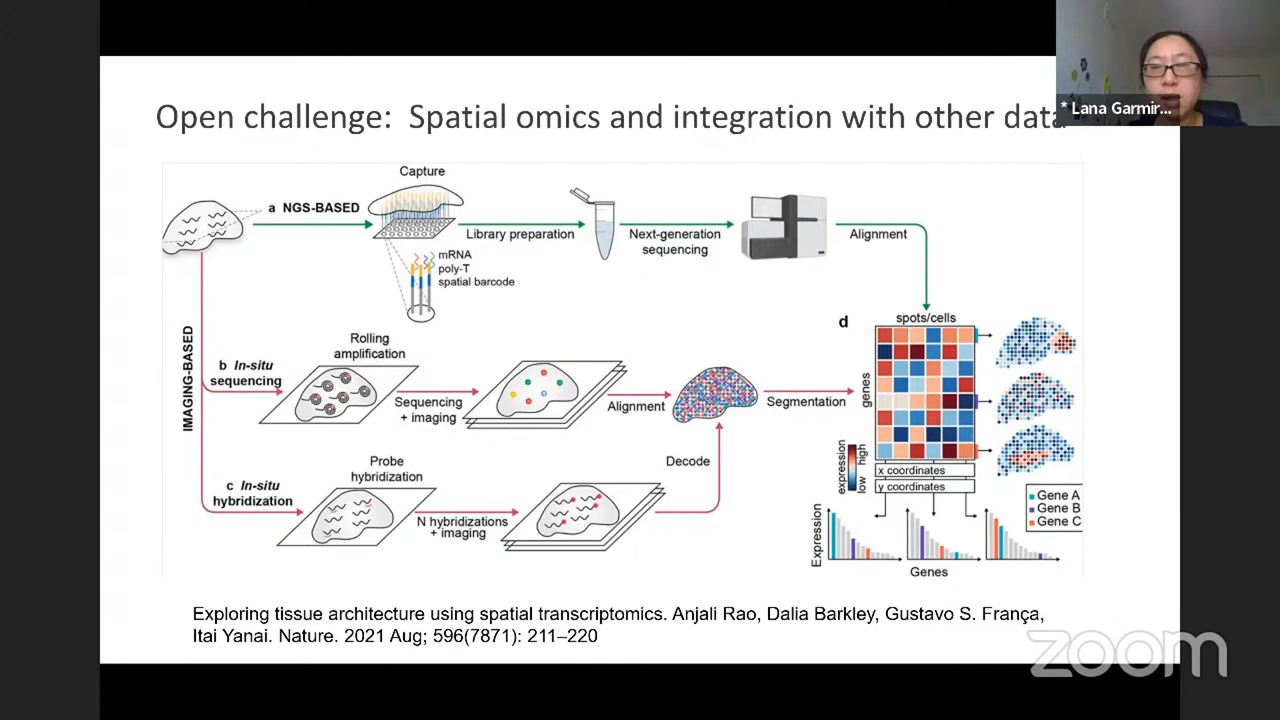 Open challenge:  Spatial omics and integration with other data
* Lana Garmir...
Capture
a NGS-BASED
Library preparation
Next-generation
sequencing
Alignment
mRNA
poly-T
spatial barcode
IMAGING-BASED
b In-situ
sequencing
Rolling
amplification
Sequencing
+ imaging
Alignment
Segmentation
c In-situ
hybridization
Probe
hybridization
N hybridizations
+ imaging
Decode
d
spots/cells
genes
expression
low high
x coordinates
y coordinates
Gene A
Gene B
Gene C
Expression
Genes
Exploring tissue architecture using spatial transcriptomics. Anjali Rao, Dalia Barkley, Gustavo S. França,
Itai Yanai. Nature. 2021 Aug; 596(7871): 211–220
zoom